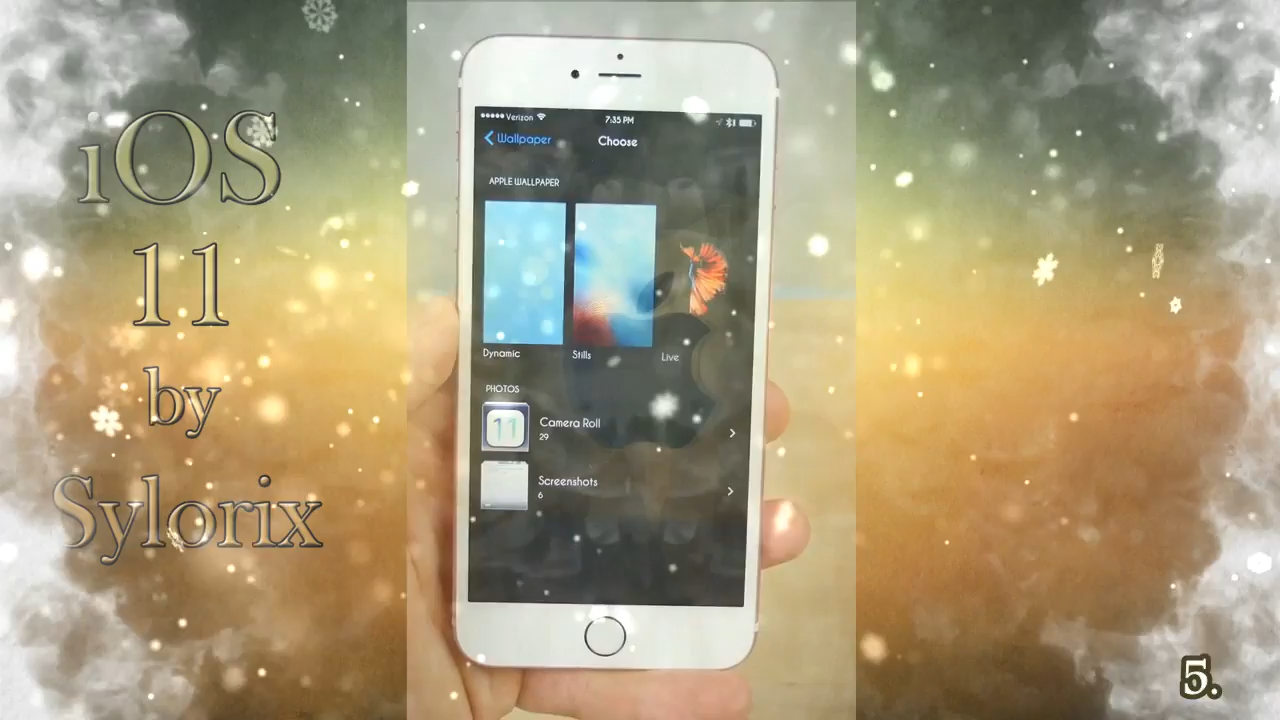 iOS
11
by
Sylorix
Verizon 7:35 PM
Wallpaper Choose
APPLE WALLPAPER
Dynamic Stills Live
PHOTOS
11
Camera Roll
29
Screenshots
6
5.